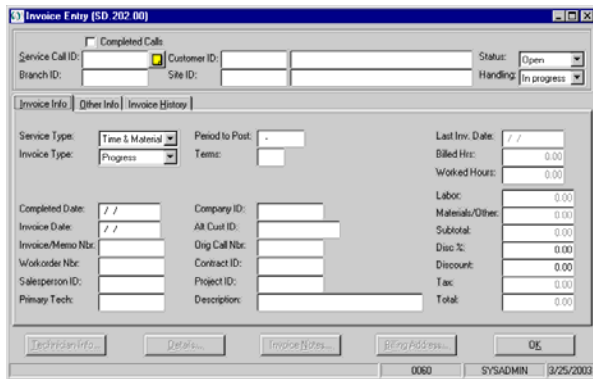 Invoice Entry (SD.202.00)
Completed Calls
Service Call ID: Customer ID: Status: Open
Branch ID: Site ID: Handling: In progress
Invoice Info Other Info Invoice History
Service Type: Time & Material Period to Post: - Last Inv. Date: / /
Invoice Type: Progress Terms: Billed Hrs: 0.00
Worked Hours: 0.00
Labor: 0.00
Completed Date: / / Company ID: Materials/Other: 0.00
Invoice Date: / / Alt Cust ID: Subtotal: 0.00
Invoice/Memo Nbr: Orig Call Nbr: Disc %: 0.00
Workorder Nbr: Contract ID: Discount: 0.00
Salesperson ID: Project ID: Tax: 0.00
Primary Tech: Description: Total: 0.00
Technician Info... Details... Invoice Notes... Billing Address... OK
0060 SYSADMIN 3/25/2003